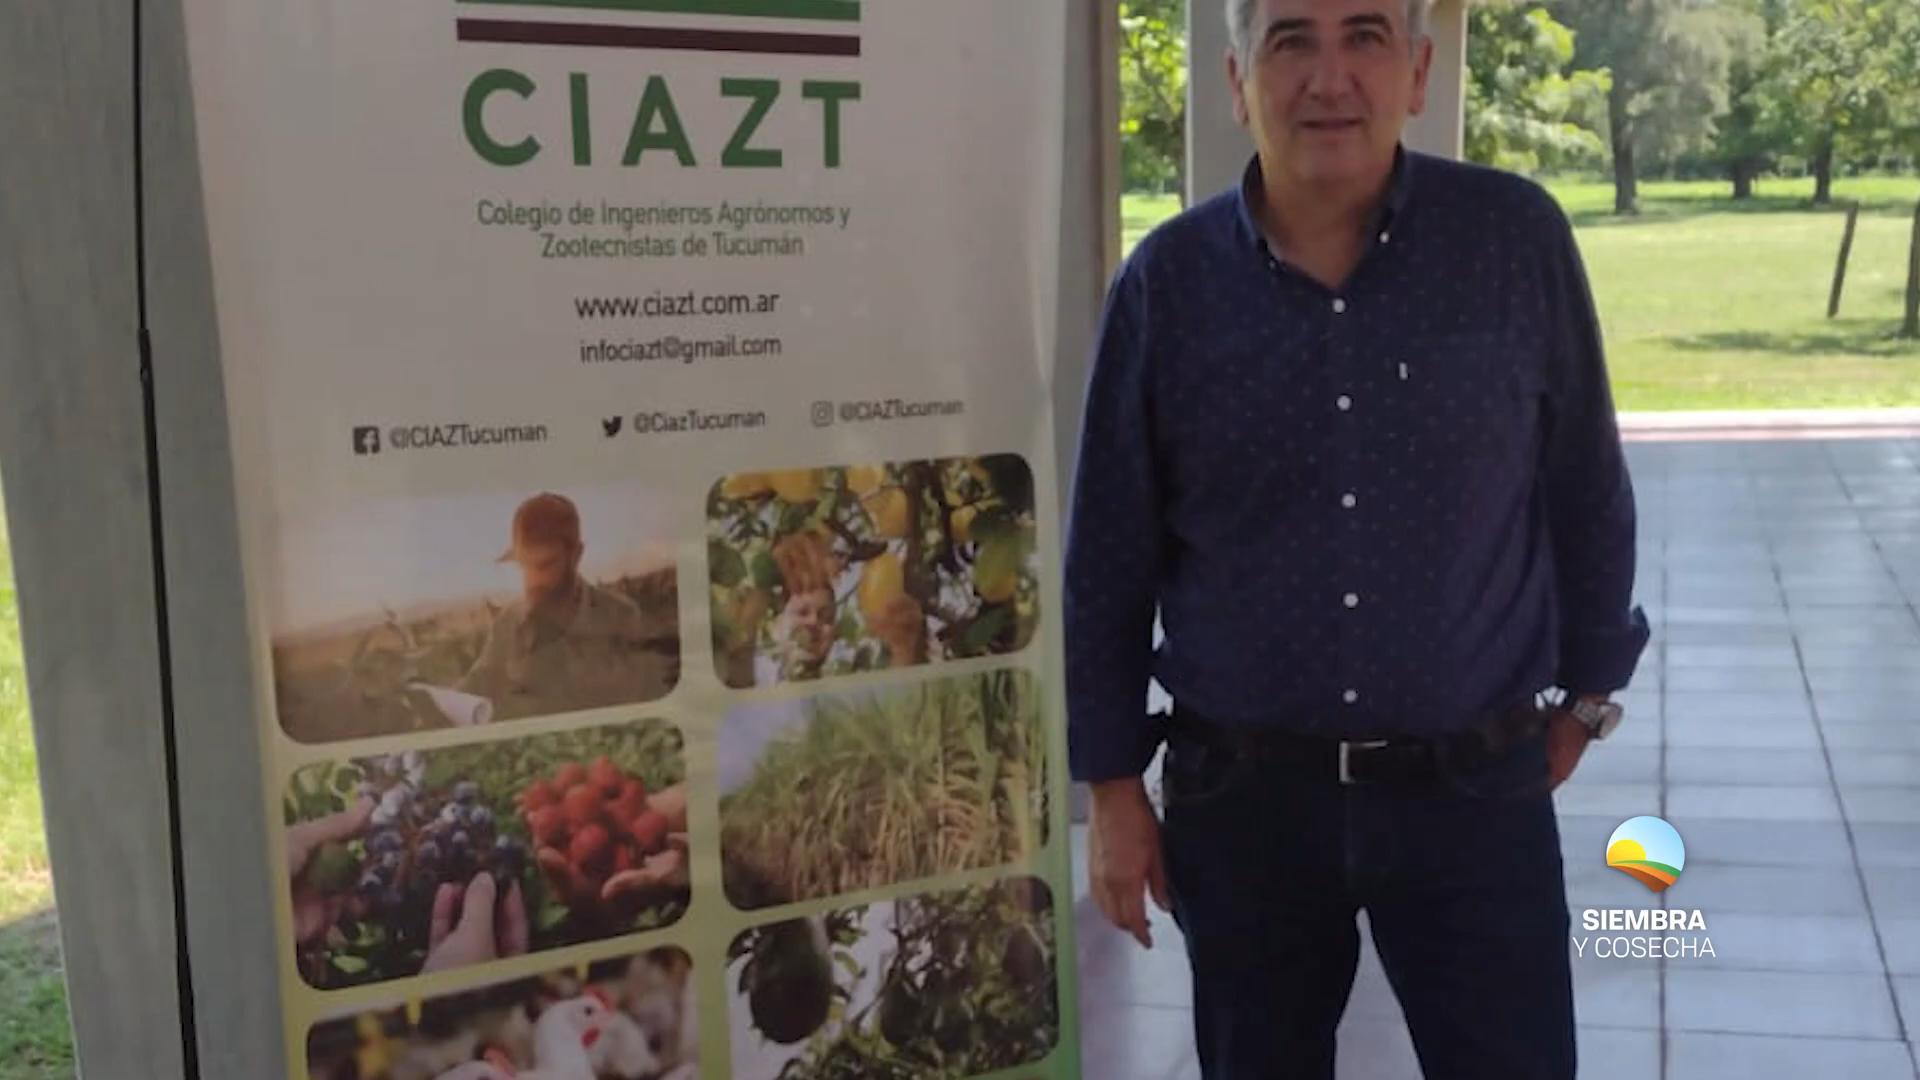 CIAZT
Colegio de Ingenieros Agrónomos y
Zootecnistas de Tucumán
www.ciazt.com.ar
infociazt@gmail.com
@CIAZTucuman @CiazTucuman @CIAZTucuman
SIEMBRA
Y COSECHA